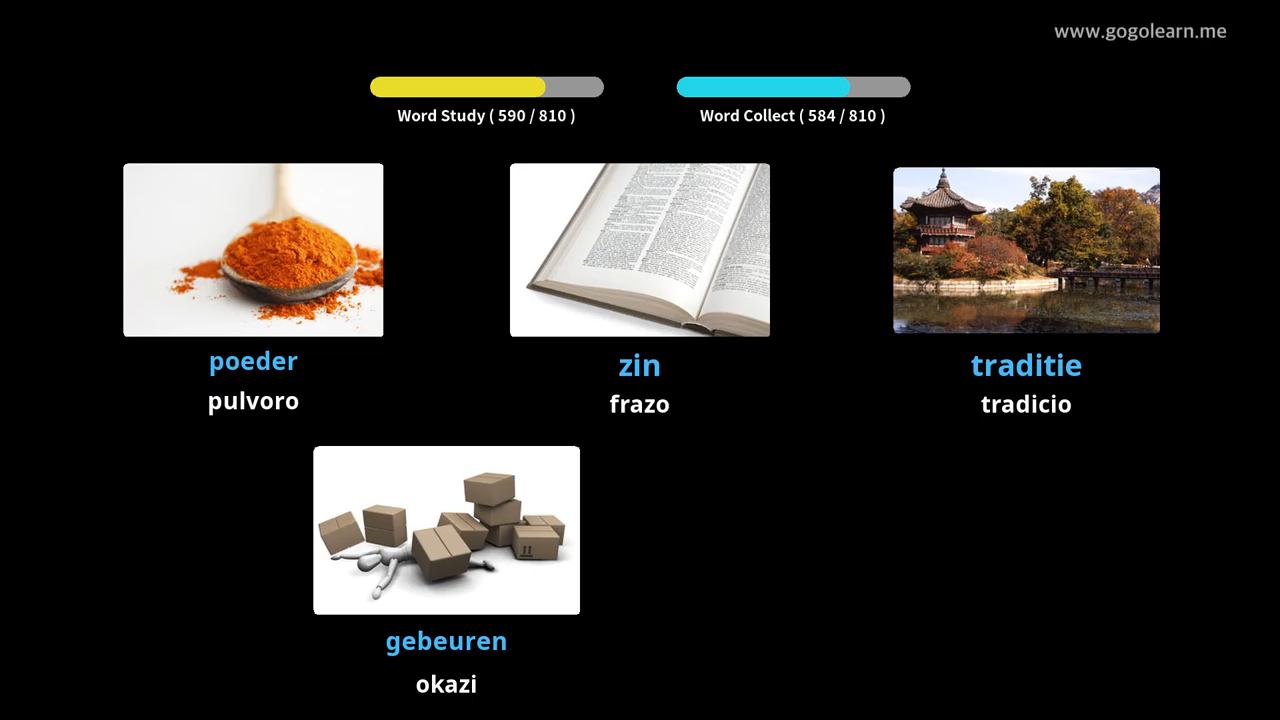 www.gogolearn.me
Word Study ( 590 / 810 )
Word Collect ( 584 / 810 )
poeder
pulvoro
zin
frazo
traditie
tradicio
gebeuren
okazi